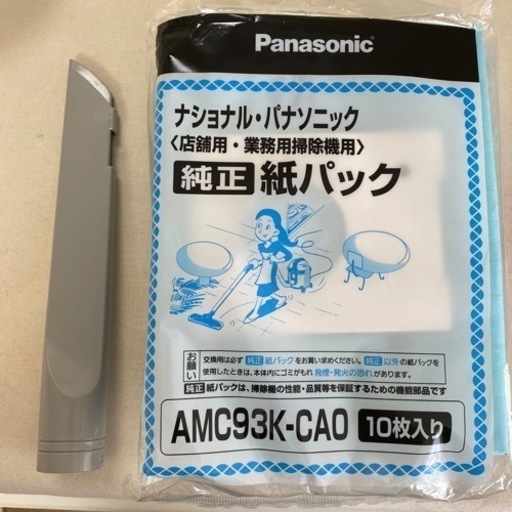 Panasonic
ナショナル・パナソニック
〈店舗用・業務用掃除機用〉
純正 紙パック
お願い
交換用は必ず 純正 紙パックをお買い求めください。 純正 以外の紙パックを
使用したときは、本体内にゴミがもれ 発煙・発火の恐れ があります。
純正 紙パックは、掃除機の性能・品質等を保証するための機能部品です
AMC93K-CA0 10枚入り